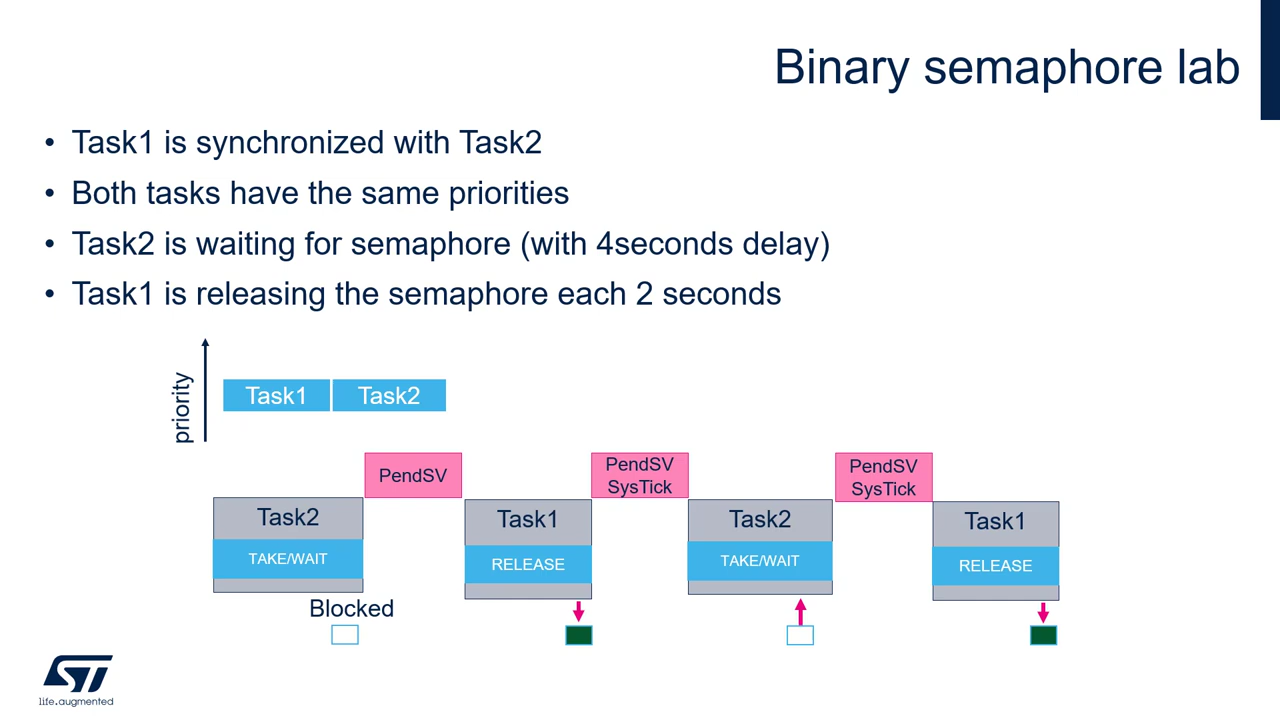 Binary semaphore lab
• Task1 is synchronized with Task2
• Both tasks have the same priorities
• Task2 is waiting for semaphore (with 4seconds delay)
• Task1 is releasing the semaphore each 2 seconds
priority
Task1
Task2
PendSV
PendSV
SysTick
PendSV
SysTick
Task2
TAKE/WAIT
Task1
RELEASE
Task2
TAKE/WAIT
Task1
RELEASE
Blocked
ST
life.augmented